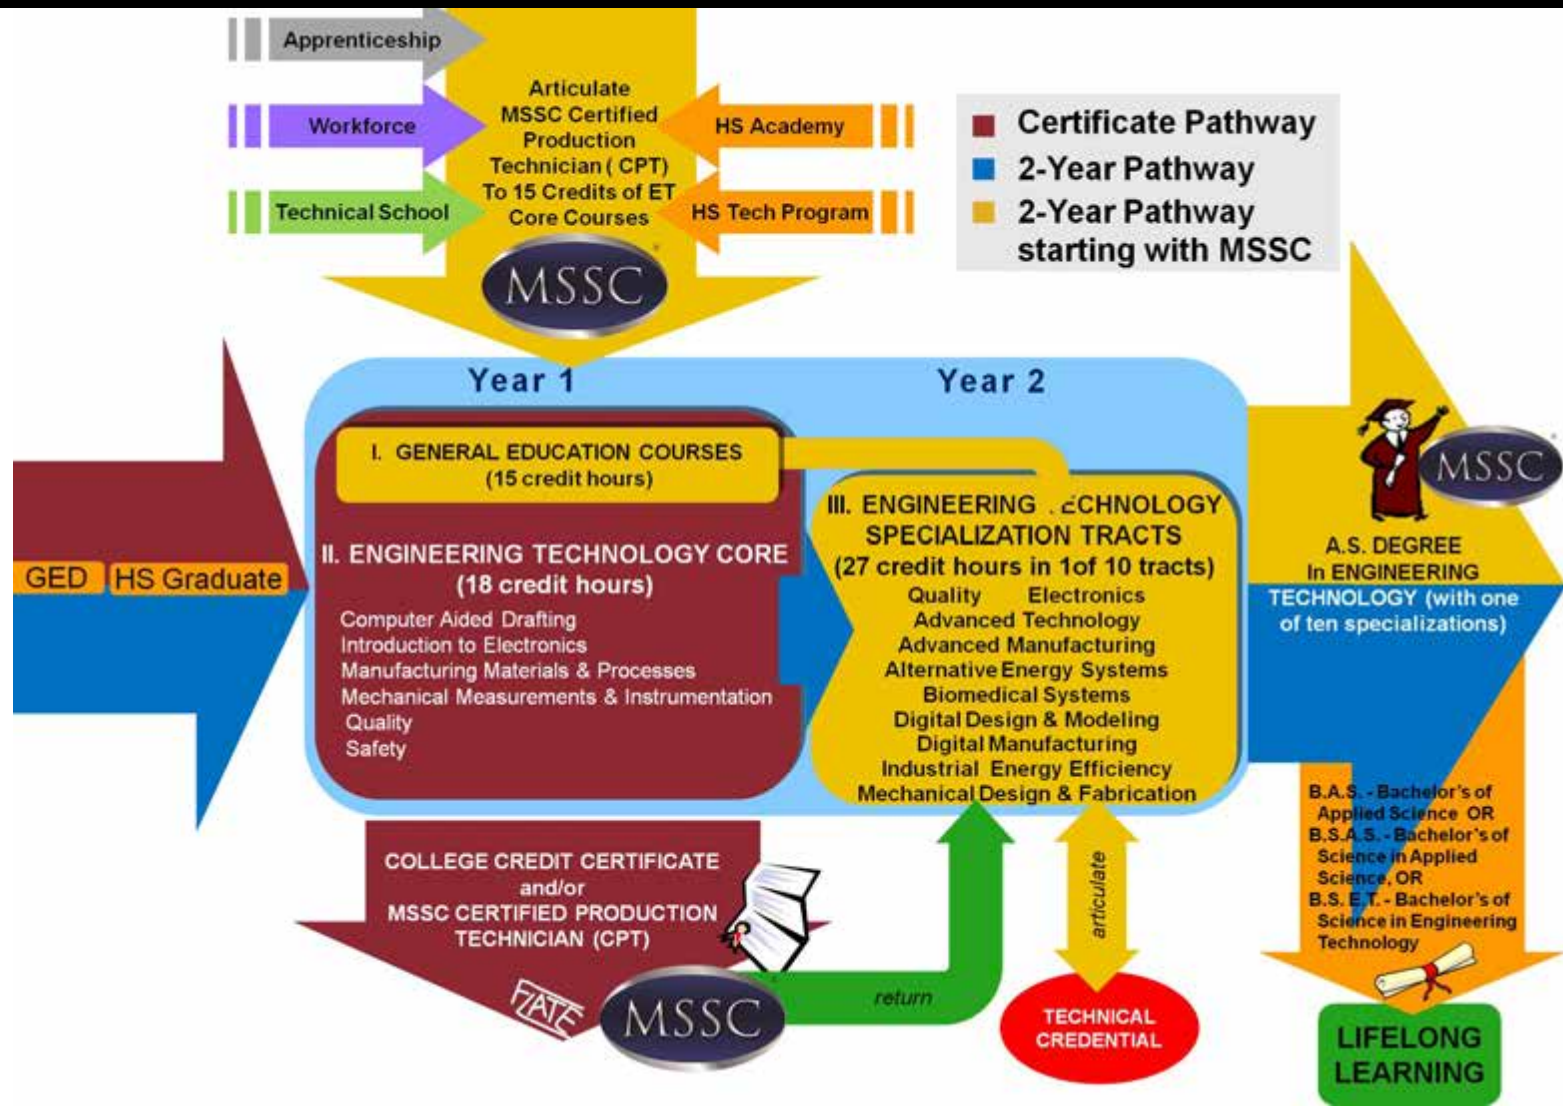 Apprenticeship
Workforce
Technical School
Articulate
MSSC Certified
Production
Technician ( CPT)
To 15 Credits of ET
Core Courses
HS Academy
HS Tech Program
MSSC
Certificate Pathway
2-Year Pathway
2-Year Pathway
starting with MSSC
Year 1
Year 2
GED
HS Graduate
I. GENERAL EDUCATION COURSES
(15 credit hours)
II. ENGINEERING TECHNOLOGY CORE
(18 credit hours)
Computer Aided Drafting
Introduction to Electronics
Manufacturing Materials & Processes
Mechanical Measurements & Instrumentation
Quality
Safety
III. ENGINEERING .ECHNOLOGY
SPECIALIZATION TRACTS
(27 credit hours in 1of 10 tracts)
Quality Electronics
Advanced Technology
Advanced Manufacturing
Alternative Energy Systems
Biomedical Systems
Digital Design & Modeling
Digital Manufacturing
Industrial Energy Efficiency
Mechanical Design & Fabrication
MSSC
A.S. DEGREE
In ENGINEERING
TECHNOLOGY (with one
of ten specializations)
B.A.S. - Bachelor's of
Applied Science OR
B.S.A.S. - Bachelor's of
Science in Applied
Science, OR
B.S. E.T. - Bachelor's of
Science in Engineering
Technology
LIFELONG
LEARNING
COLLEGE CREDIT CERTIFICATE
and/or
MSSC CERTIFIED PRODUCTION
TECHNICIAN (CPT)
FLATE
MSSC
return
articulate
TECHNICAL
CREDENTIAL